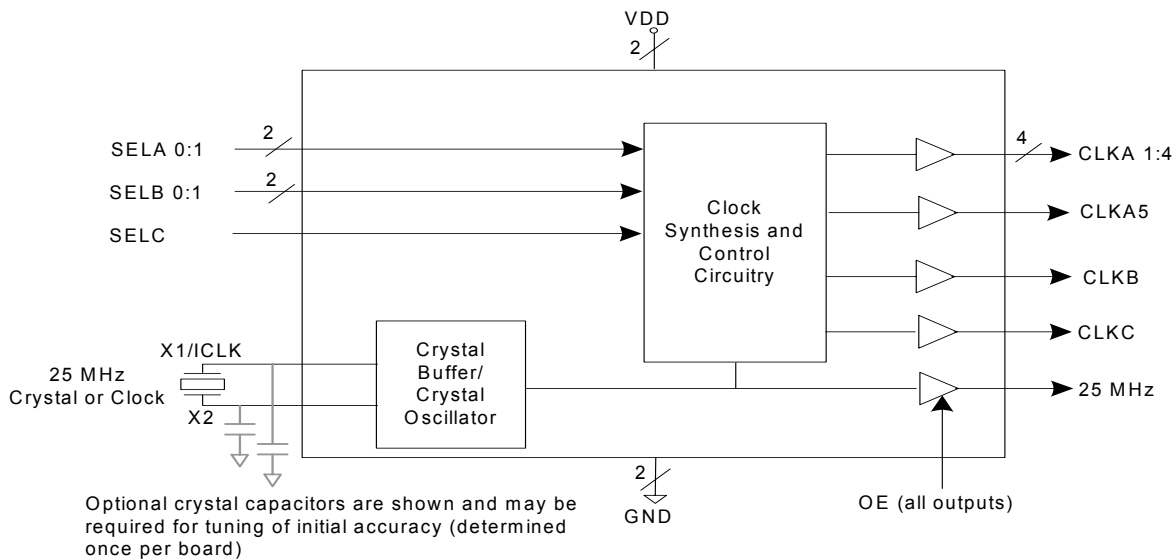 VDD
2
SELA 0:1
2
SELB 0:1
2
SELC
Clock
Synthesis and
Control
Circuitry
4
CLKA 1:4
CLKA5
CLKB
CLKC
25 MHz
X1/ICLK
25 MHz
Crystal or Clock
X2
Crystal
Buffer/
Crystal
Oscillator
2
GND
OE (all outputs)
Optional crystal capacitors are shown and may be
required for tuning of initial accuracy (determined
once per board)